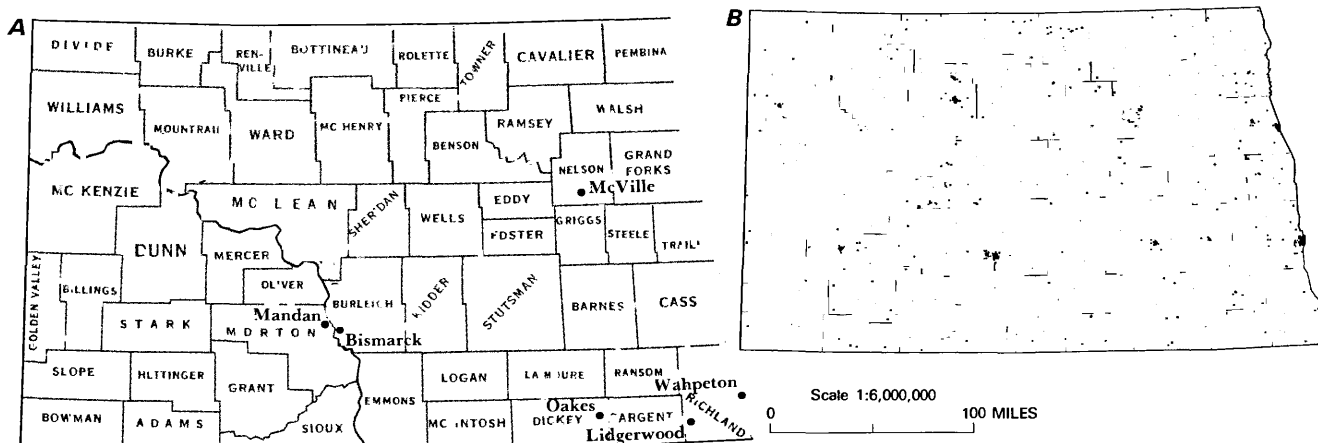 A
B
DIVIDE
BURKE
REN-
VILLE
BOTTINEAU
ROLETTE
TOWNER
CAVALIER
PEMBINA
WILLIAMS
MOUNTRAIL
WARD
MC HENRY
PIERCE
BENSON
RAMSEY
WALSH
NELSON
GRAND
FORKS
MC KENZIE
MC LEAN
SHERIDAN
WELLS
EDDY
FOSTER
McVille
GRIGGS
STEELE
TRAILL
DUNN
MERCER
OLIVER
GOLDEN VALLEY
BILLINGS
BURLEIGH
KIDDER
STUTSMAN
BARNES
CASS
STARK
Mandan
MORTON
Bismarck
SLOPE
HETTINGER
GRANT
EMMONS
LOGAN
LA MOURE
RANSOM
Wahpeton
RICHLAND
BOWMAN
ADAMS
SIOUX
MC INTOSH
DICKEY
Oakes
SARGENT
Lidgerwood
Scale 1:6,000,000
0 100 MILES